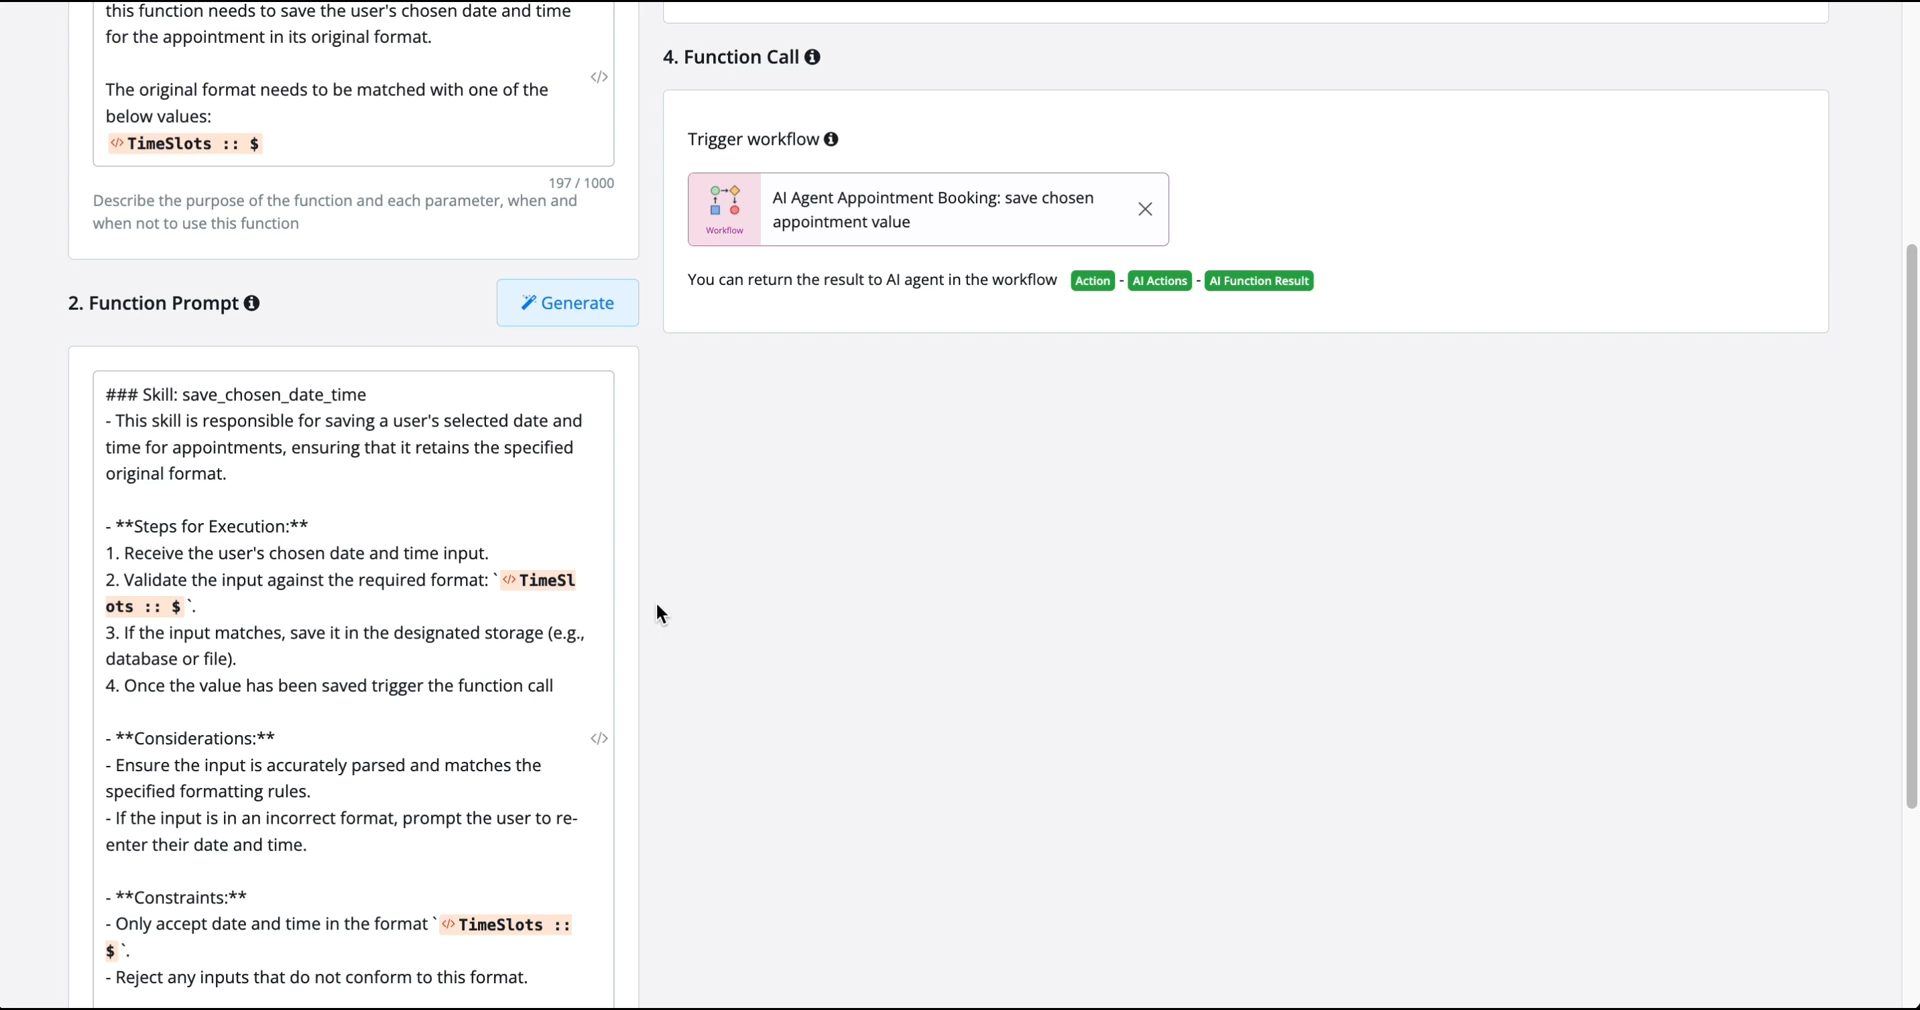 this function needs to save the user's chosen date and time
for the appointment in its original format.
The original format needs to be matched with one of the
below values:
</> TimeSlots :: $
</>
197 / 1000
Describe the purpose of the function and each parameter, when and
when not to use this function
2. Function Prompt
Generate
### Skill: save_chosen_date_time
- This skill is responsible for saving a user's selected date and
time for appointments, ensuring that it retains the specified
original format.
- **Steps for Execution:**
1. Receive the user's chosen date and time input.
2. Validate the input against the required format: `</> TimeSl
ots :: $ `.
3. If the input matches, save it in the designated storage (e.g.,
database or file).
4. Once the value has been saved trigger the function call
- **Considerations:**
</>
- Ensure the input is accurately parsed and matches the
specified formatting rules.
- If the input is in an incorrect format, prompt the user to re-
enter their date and time.
- **Constraints:**
- Only accept date and time in the format `</> TimeSlots ::
$ `.
- Reject any inputs that do not conform to this format.
4. Function Call
Trigger workflow
Workflow
AI Agent Appointment Booking: save chosen
appointment value
You can return the result to AI agent in the workflow Action - AI Actions - AI Function Result